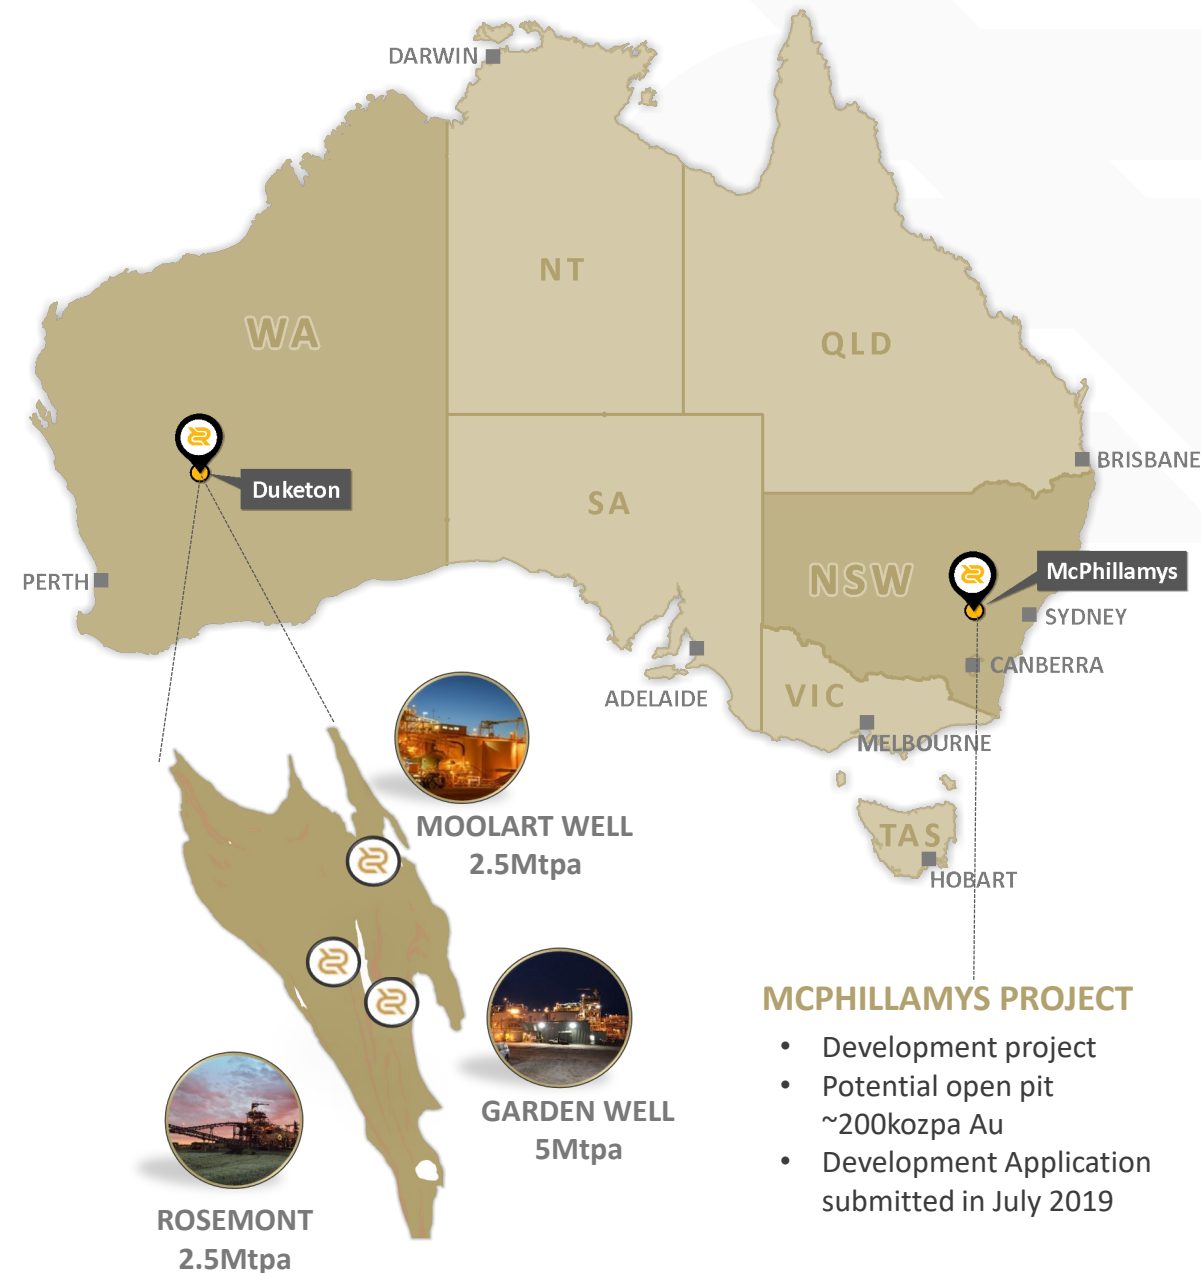 DARWIN
NT
WA
QLD
BRISBANE
Duketon
SA
McPhillamys
NSW
PERTH
SYDNEY
CANBERRA
ADELAIDE
VIC
MELBOURNE
TAS
HOBART
MOOLART WELL
2.5Mtpa
GARDEN WELL
5Mtpa
ROSEMONT
2.5Mtpa
MCPHILLAMYS PROJECT
• Development project
• Potential open pit
~200kozpa Au
• Development Application
submitted in July 2019